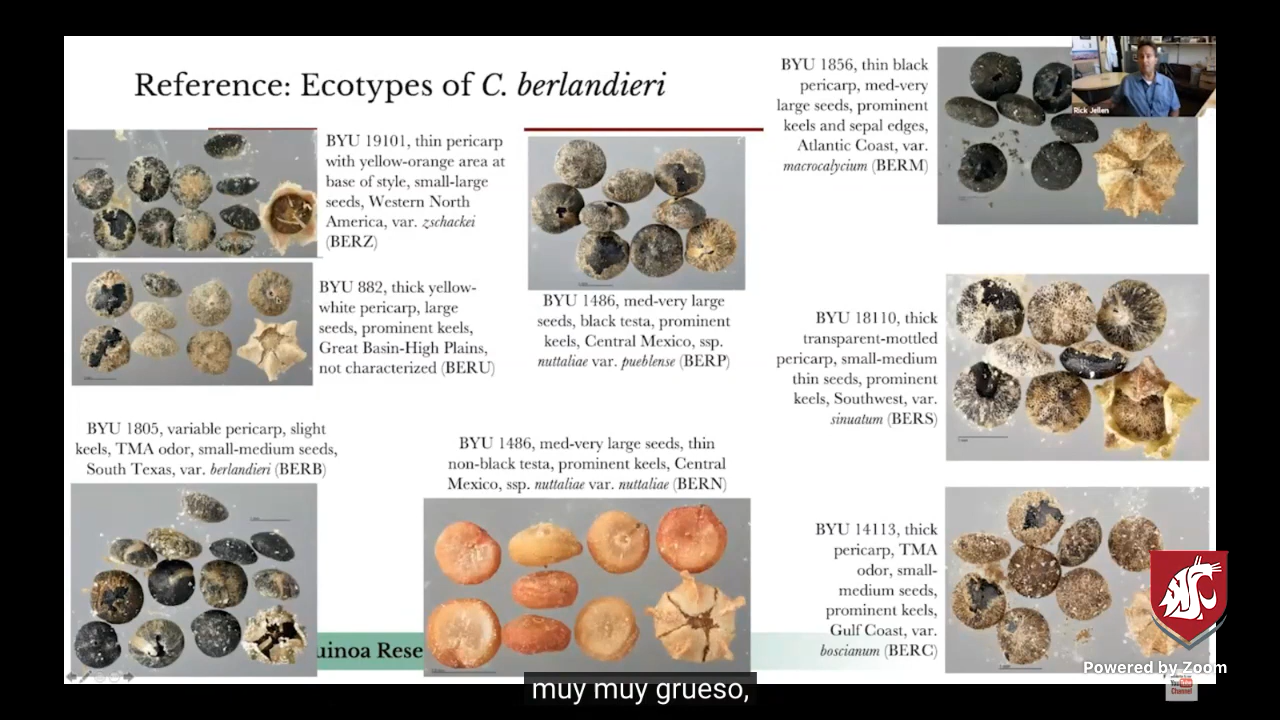 Reference: Ecotypes of C. berlandieri
BYU 19101, thin pericarp
with yellow-orange area at
base of style, small-large
seeds, Western North
America, var. zschackei
(BERZ)
BYU 882, thick yellow-
white pericarp, large
seeds, prominent keels,
Great Basin-High Plains,
not characterized (BERU)
BYU 1805, variable pericarp, slight
keels, TMA odor, small-medium seeds,
South Texas, var. berlandieri (BERB)
BYU 1486, med-very large
seeds, black testa, prominent
keels, Central Mexico, ssp.
nuttaliae var. pueblense (BERP)
BYU 1486, med-very large seeds, thin
non-black testa, prominent keels, Central
Mexico, ssp. nuttaliae var. nuttaliae (BERN)
BYU 1856, thin black
pericarp, med-very
large seeds, prominent
keels and sepal edges,
Atlantic Coast, var.
macrocalycium (BERM)
BYU 18110, thick
transparent-mottled
pericarp, small-medium
thin seeds, prominent
keels, Southwest, var.
sinuatum (BERS)
BYU 14113, thick
pericarp, TMA
odor, small-
medium seeds,
prominent keels,
Gulf Coast, var.
boscianum (BERC)
Rick Jellen
uinoa Rese
Powered by Zoom
YouTube
Channel
muy muy grueso,